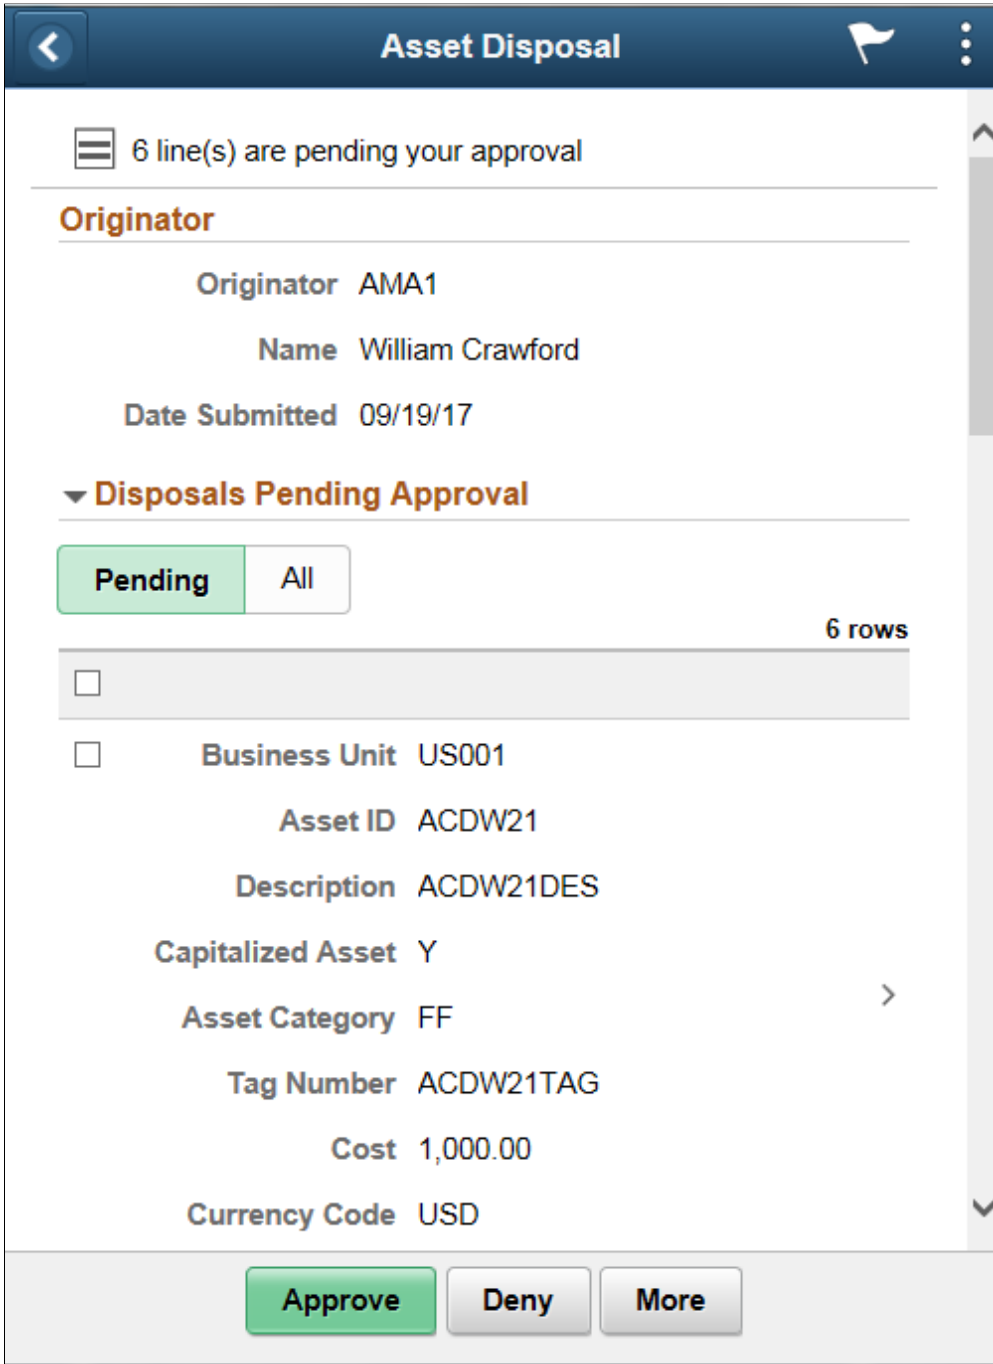 Asset Disposal
6 line(s) are pending your approval
Originator
Originator AMA1
Name William Crawford
Date Submitted 09/19/17
Disposals Pending Approval
Pending All
6 rows
Business Unit US001
Asset ID ACDW21
Description ACDW21DES
Capitalized Asset Y
Asset Category FF
Tag Number ACDW21TAG
Cost 1,000.00
Currency Code USD
Approve Deny More